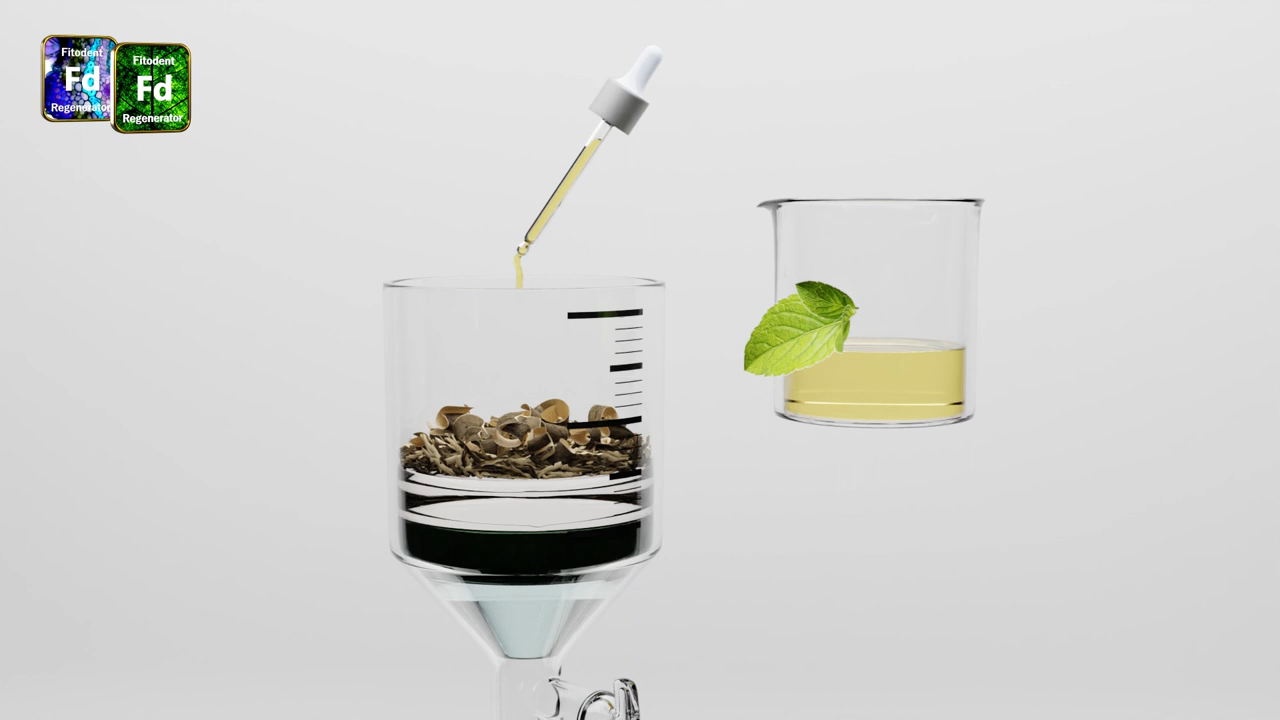 Fitodent
Fd
Regenerator
Fitodent
Fd
Regenerator